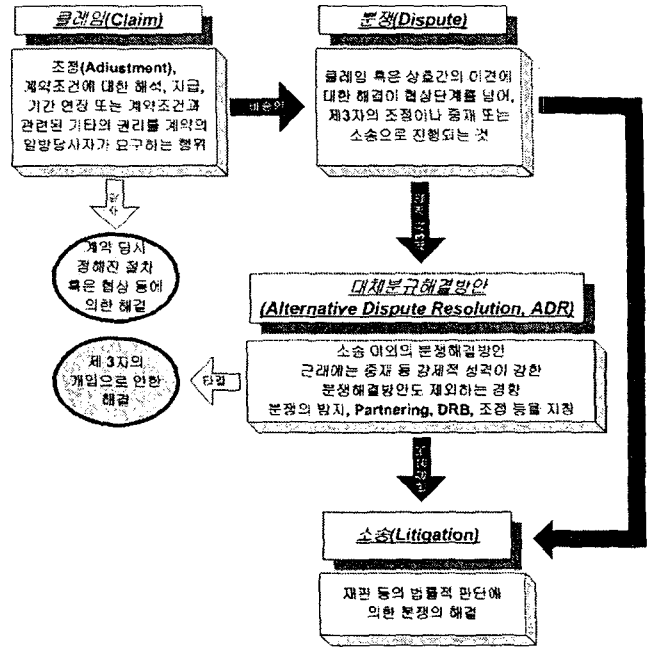 클레임(Claim)
조정(Adjustment),
계약조건에 대한 해석, 지급,
기간 연장 또는 계약조건과
관련된 기타의 권리를 계약의
일방당사자가 요구하는 행위
분쟁(Dispute)
클레임 혹은 상호간의 이견에
대한 해결이 협상단계를 넘어,
제3자의 조정이나 중재 또는
소송으로 진행되는 것
계약 당시
정해진 절차
혹은 협상 등에
의한 해결
대체분규해결방안
(Alternative Dispute Resolution, ADR)
소송 이외의 분쟁해결방안
근래에는 중재 등 강제적 성격이 강한
분쟁해결방안도 제외하는 경향
분쟁의 방지, Partnering, DRB, 조정 등을 지칭
타결
제 3자의
개입으로 인한
해결
소송(Litigation)
재판 등의 법률적 판단에
의한 분쟁의 해결